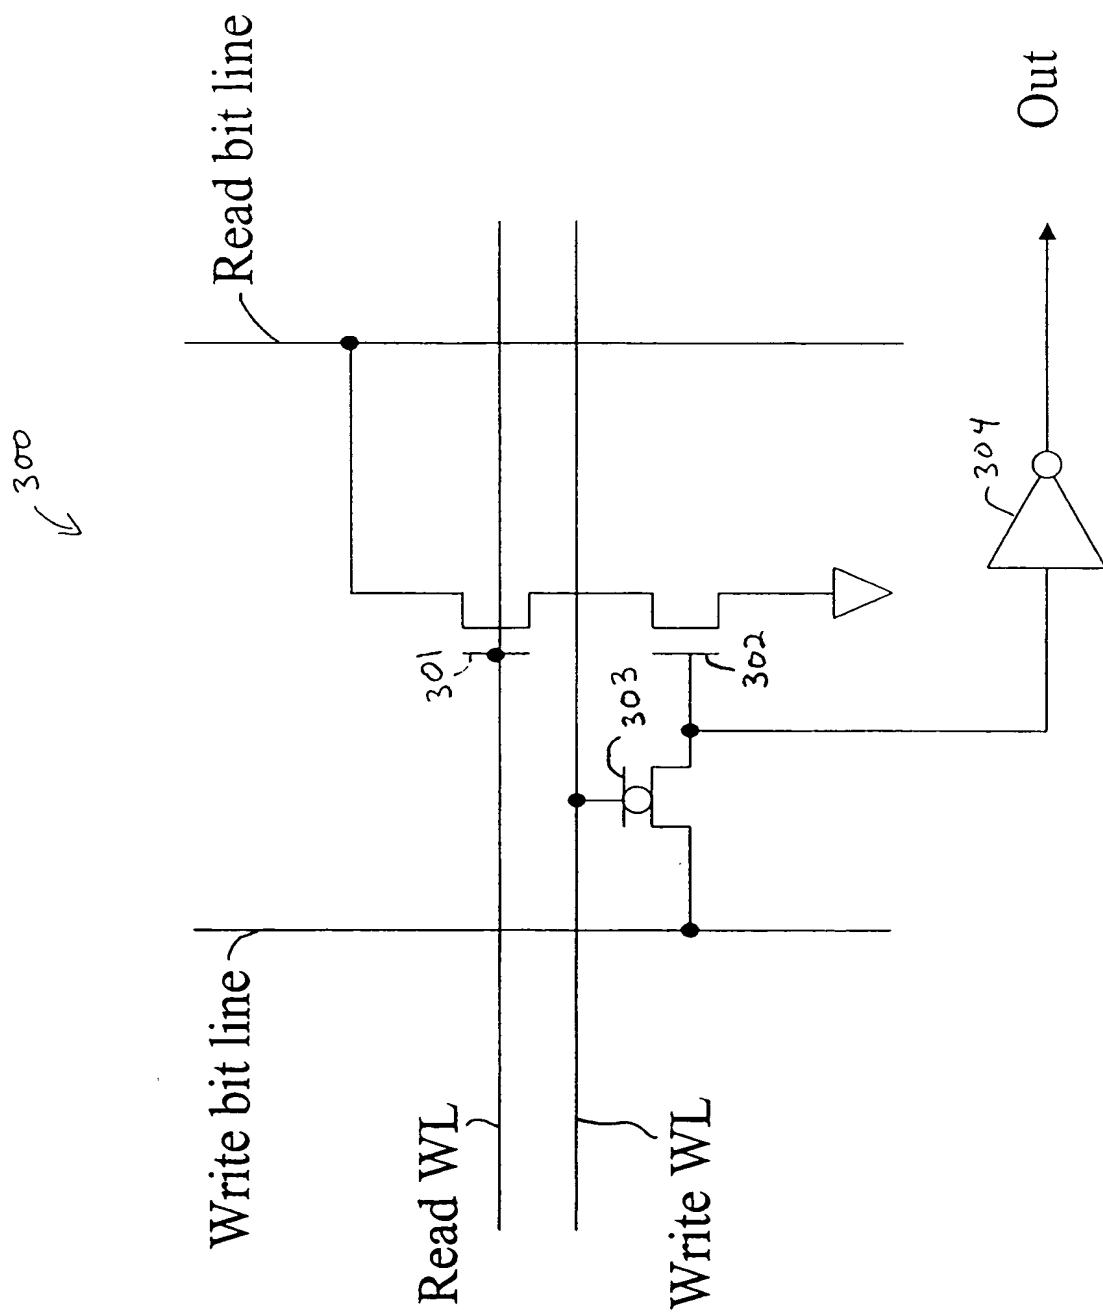 300
Read bit line
Write bit line
Read WL
Write WL
301
302
303
304
Out